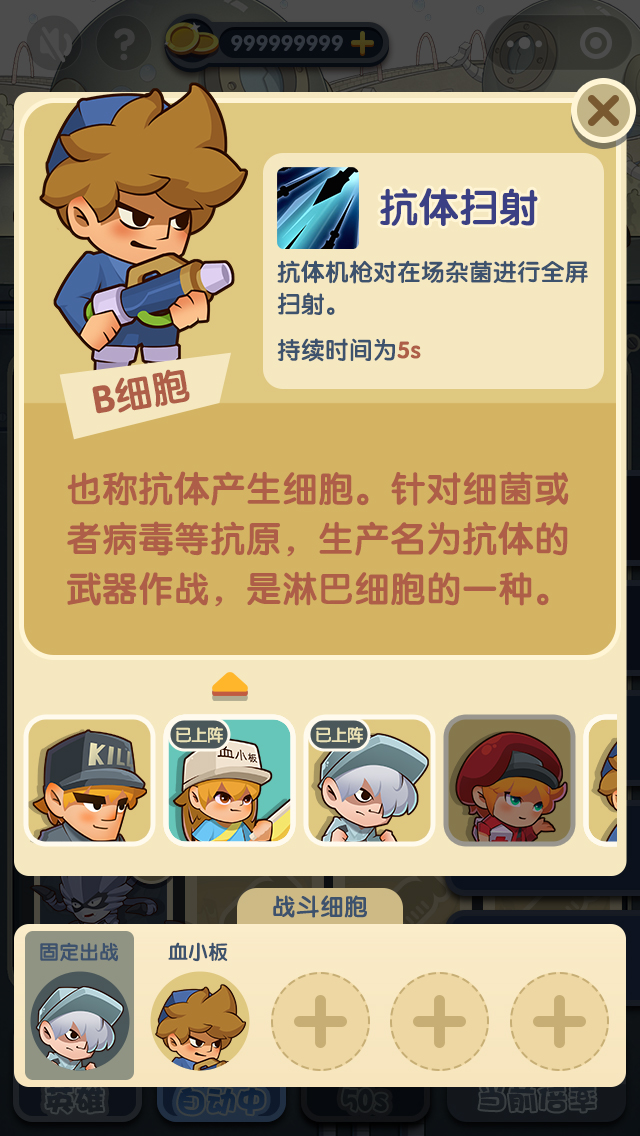 ?
999999999
抗体扫射
抗体机枪对在场杂菌进行全屏
扫射。
持续时间为5s
B细胞
也称抗体产生细胞。针对细菌或
者病毒等抗原，生产名为抗体的
武器作战，是淋巴细胞的一种。
KILL
已上阵
血小板
已上阵
战斗细胞
固定出战
血小板
英雄
自动中
50s
当前倍率